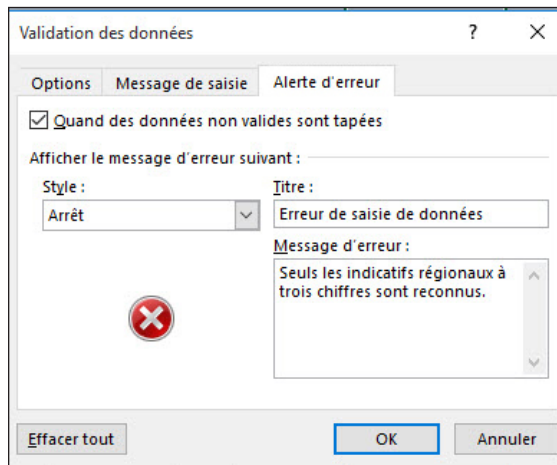 Validation des données
? X
Options Message de saisie Alerte d'erreur
Quand des données non valides sont tapées
Afficher le message d'erreur suivant :
Style : Titre :
Arrêt Erreur de saisie de données
Message d'erreur :
Seuls les indicatifs régionaux à
trois chiffres sont reconnus.
Effacer tout OK Annuler